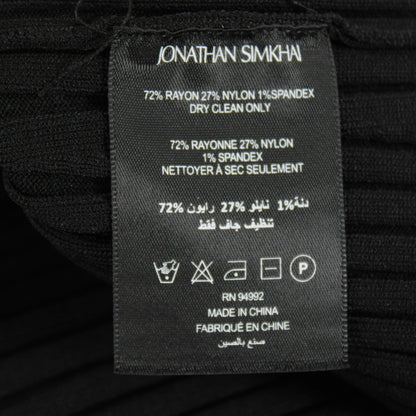 JONATHAN SIMKHAI
72% RAYON 27% NYLON 1%SPANDEX
DRY CLEAN ONLY
72% RAYONNE 27% NYLON
1% SPANDEX
NETTOYER À SEC SEULEMENT
72% رايون 27% نايلو 1% دنة
تنظيف جاف فقط
RN 94992
MADE IN CHINA
FABRIQUÉ EN CHINE
صنع بالصين